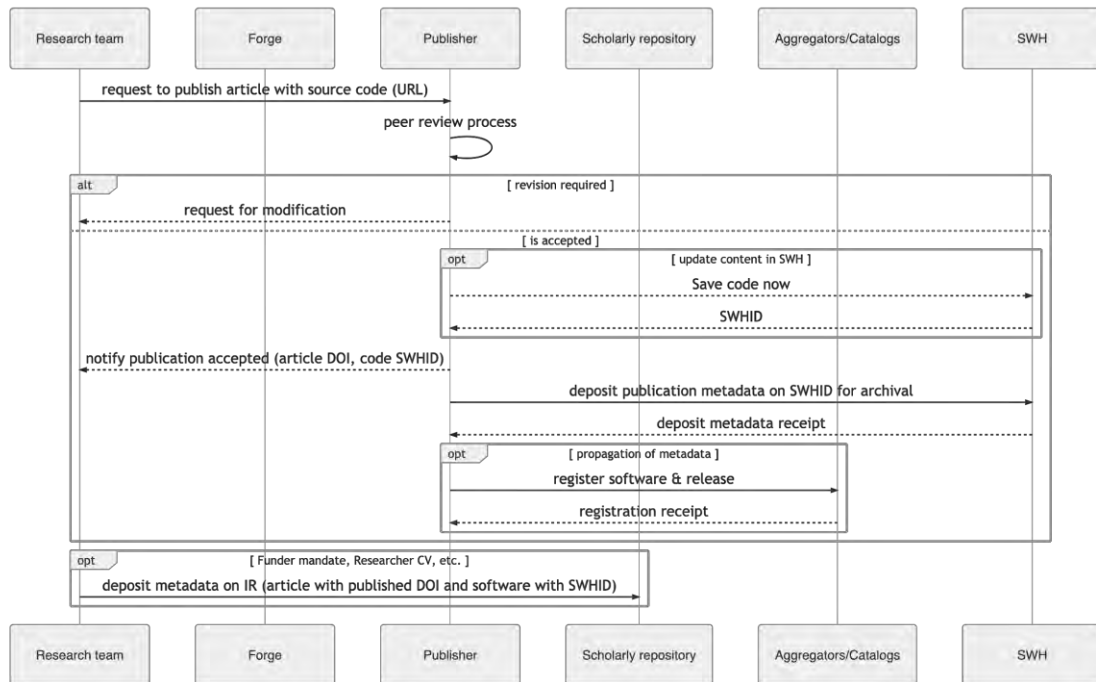 Research team
Forge
Publisher
Scholarly repository
Aggregators/Catalogs
SWH
request to publish article with source code (URL)
peer review process
alt
[ revision required ]
request for modification
[ is accepted ]
opt
[ update content in SWH ]
Save code now
SWHID
notify publication accepted (article DOI, code SWHID)
deposit publication metadata on SWHID for archival
deposit metadata receipt
opt
[ propagation of metadata ]
register software & release
registration receipt
opt
[ Funder mandate, Researcher CV, etc. ]
deposit metadata on IR (article with published DOI and software with SWHID)
Research team
Forge
Publisher
Scholarly repository
Aggregators/Catalogs
SWH